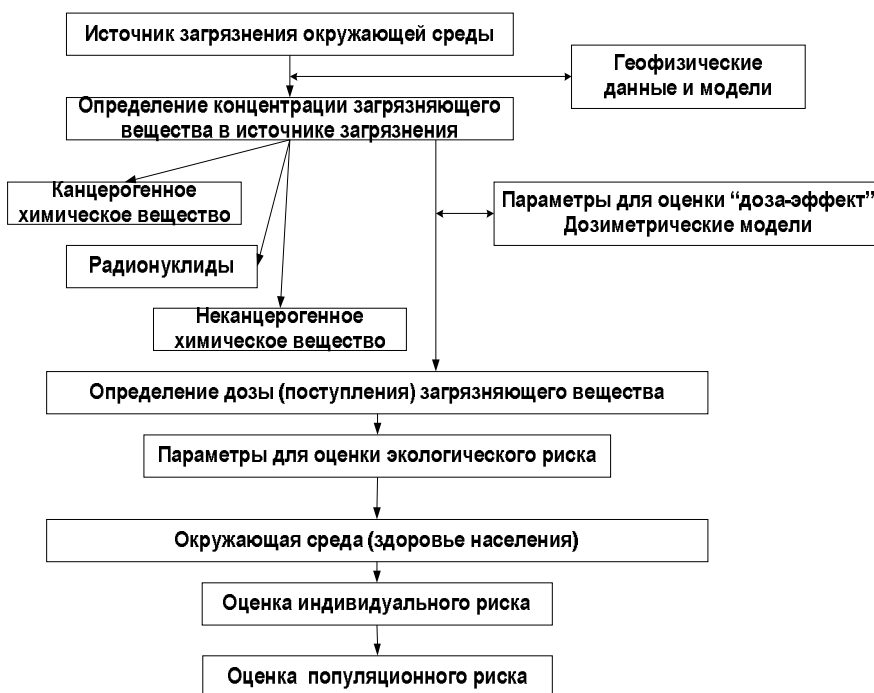 Источник загрязнения окружающей среды
Геофизические
данные и модели
Определение концентрации загрязняющего
вещества в источнике загрязнения
Канцерогенное
химическое вещество
Параметры для оценки “доза-эффект”
Дозиметрические модели
Радионуклиды
Неканцерогенное
химическое вещество
Определение дозы (поступления) загрязняющего вещества
Параметры для оценки экологического риска
Окружающая среда (здоровье населения)
Оценка индивидуального риска
Оценка популяционного риска